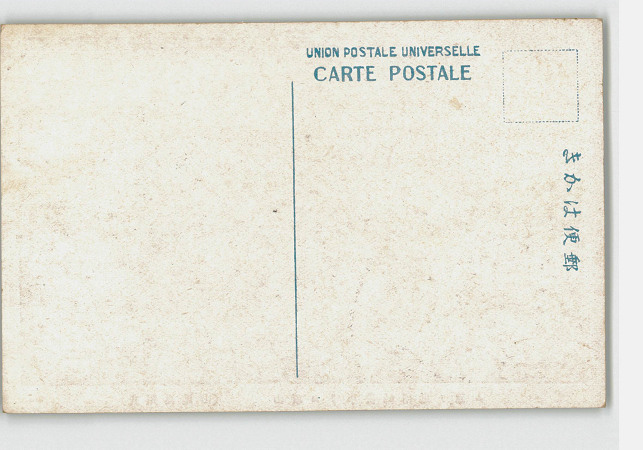 UNION POSTALE UNIVERSELLE
CARTE POSTALE
きかは便郵